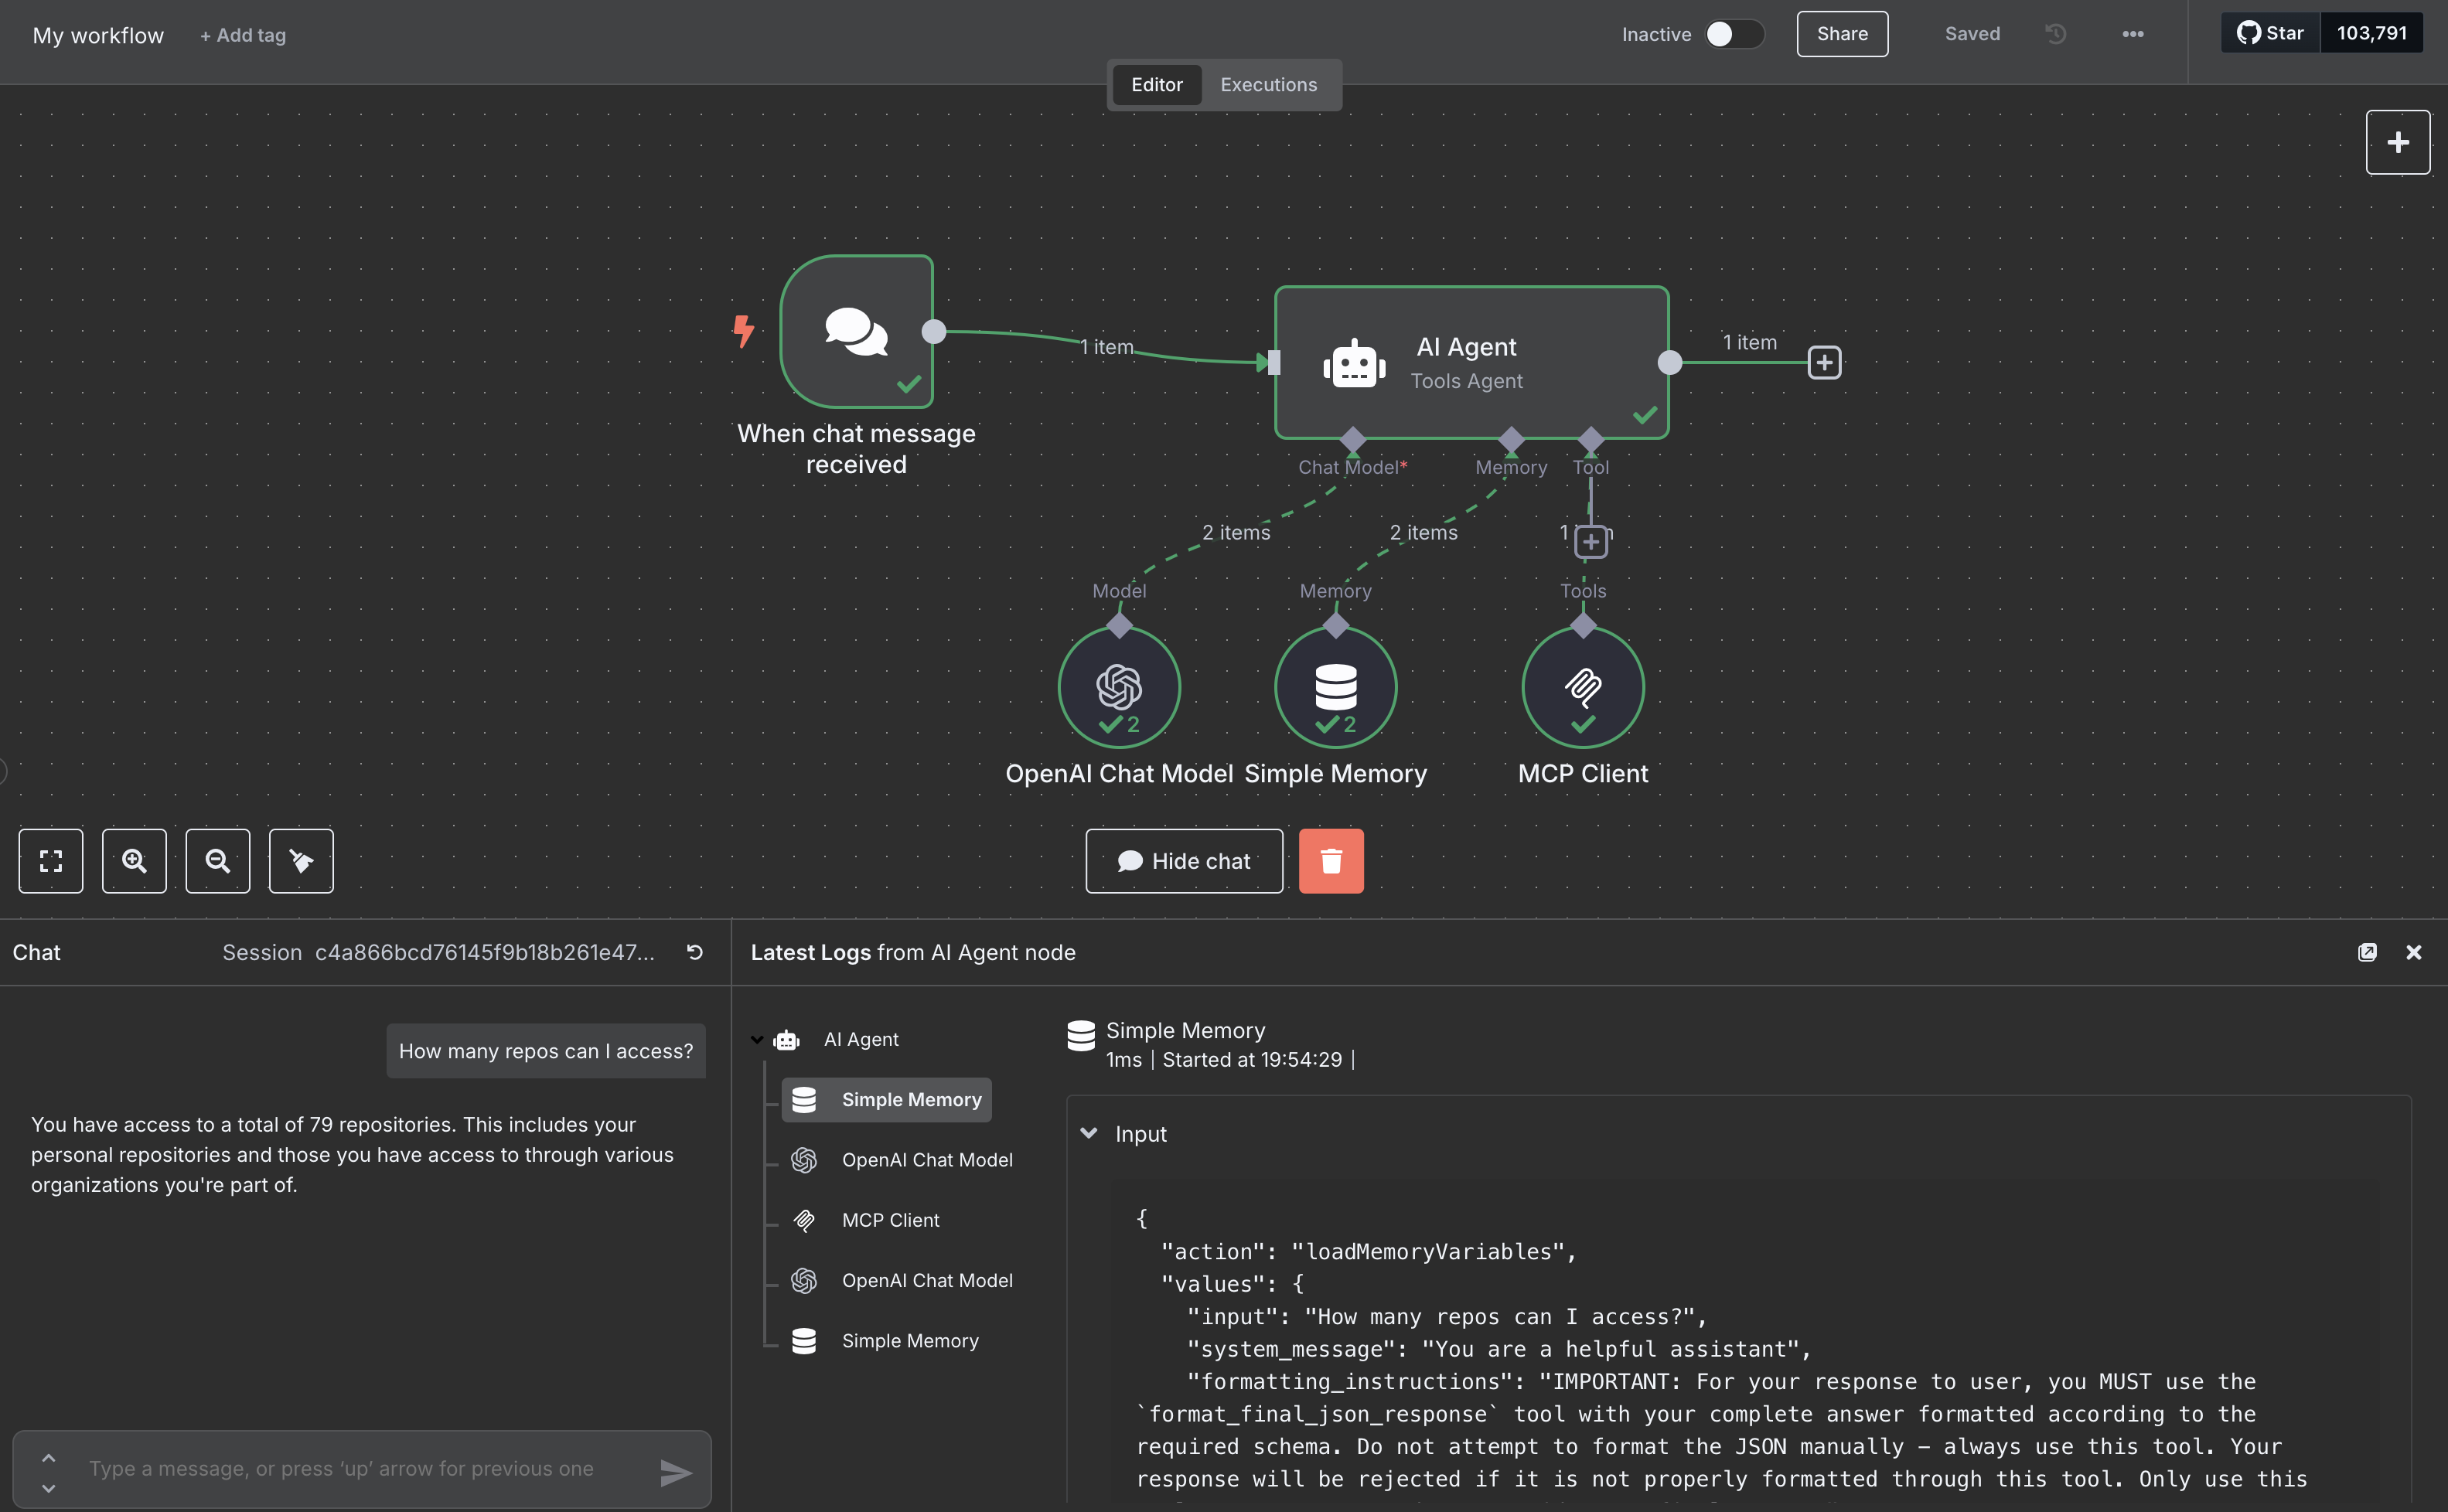 My workflow
+ Add tag
Inactive
Share
Saved
Star
103,791
Editor
Executions
1 item
AI Agent
Tools Agent
1 item
When chat message
received
Chat Model*
Memory
Tool
2 items
2 items
1
Model
Memory
Tools
2
2
OpenAI Chat Model
Simple Memory
MCP Client
Hide chat
Chat
Session c4a866bcd76145f9b18b261e47...
Latest Logs from AI Agent node
How many repos can I access?
You have access to a total of 79 repositories. This includes your
personal repositories and those you have access to through various
organizations you're part of.
Type a message, or press ‘up’ arrow for previous one
AI Agent
Simple Memory
OpenAI Chat Model
MCP Client
OpenAI Chat Model
Simple Memory
Simple Memory
1ms | Started at 19:54:29 |
Input
{
"action": "loadMemoryVariables",
"values": {
"input": "How many repos can I access?",
"system_message": "You are a helpful assistant",
"formatting_instructions": "IMPORTANT: For your response to user, you MUST use the
`format_final_json_response` tool with your complete answer formatted according to the
required schema. Do not attempt to format the JSON manually – always use this tool. Your
response will be rejected if it is not properly formatted through this tool. Only use this